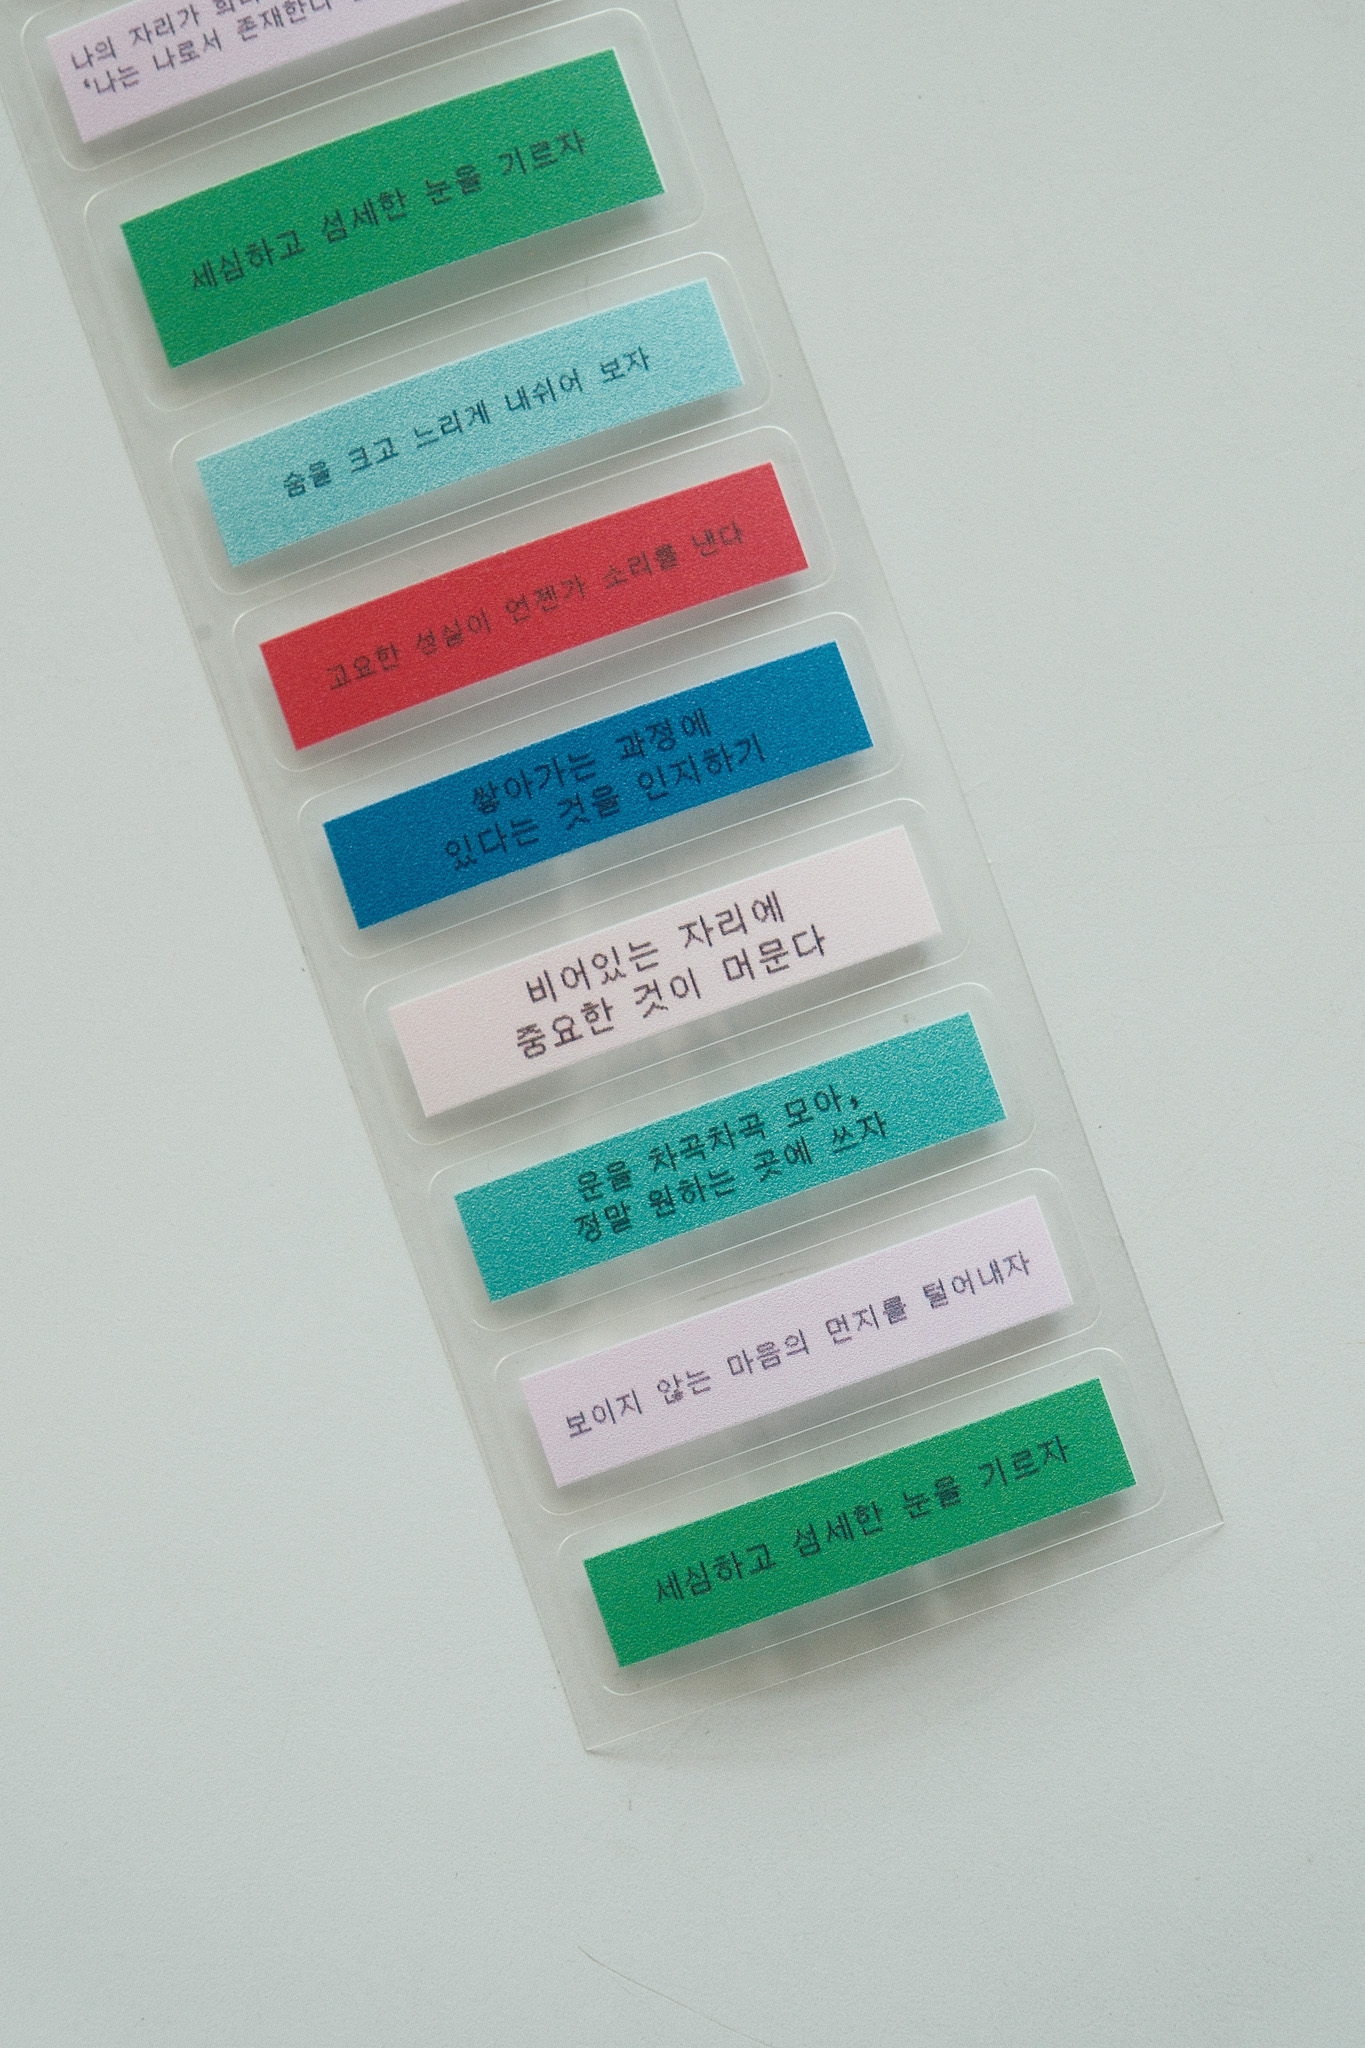 나의 자리가
‘나는 나로서 존재한다
세심하고 섬세한 눈을 기르자
숨을 크고 느리게 내쉬어 보자
고요한 성실이 언젠가 소리를 낸다
쌓아가는 과정에
있다는 것을 인지하기
비어있는 자리에
중요한 것이 머문다
운을 차곡차곡 모아,
정말 원하는 곳에 쓰자
보이지 않는 마음의 먼지를 털어내자
세심하고 섬세한 눈을 기르자